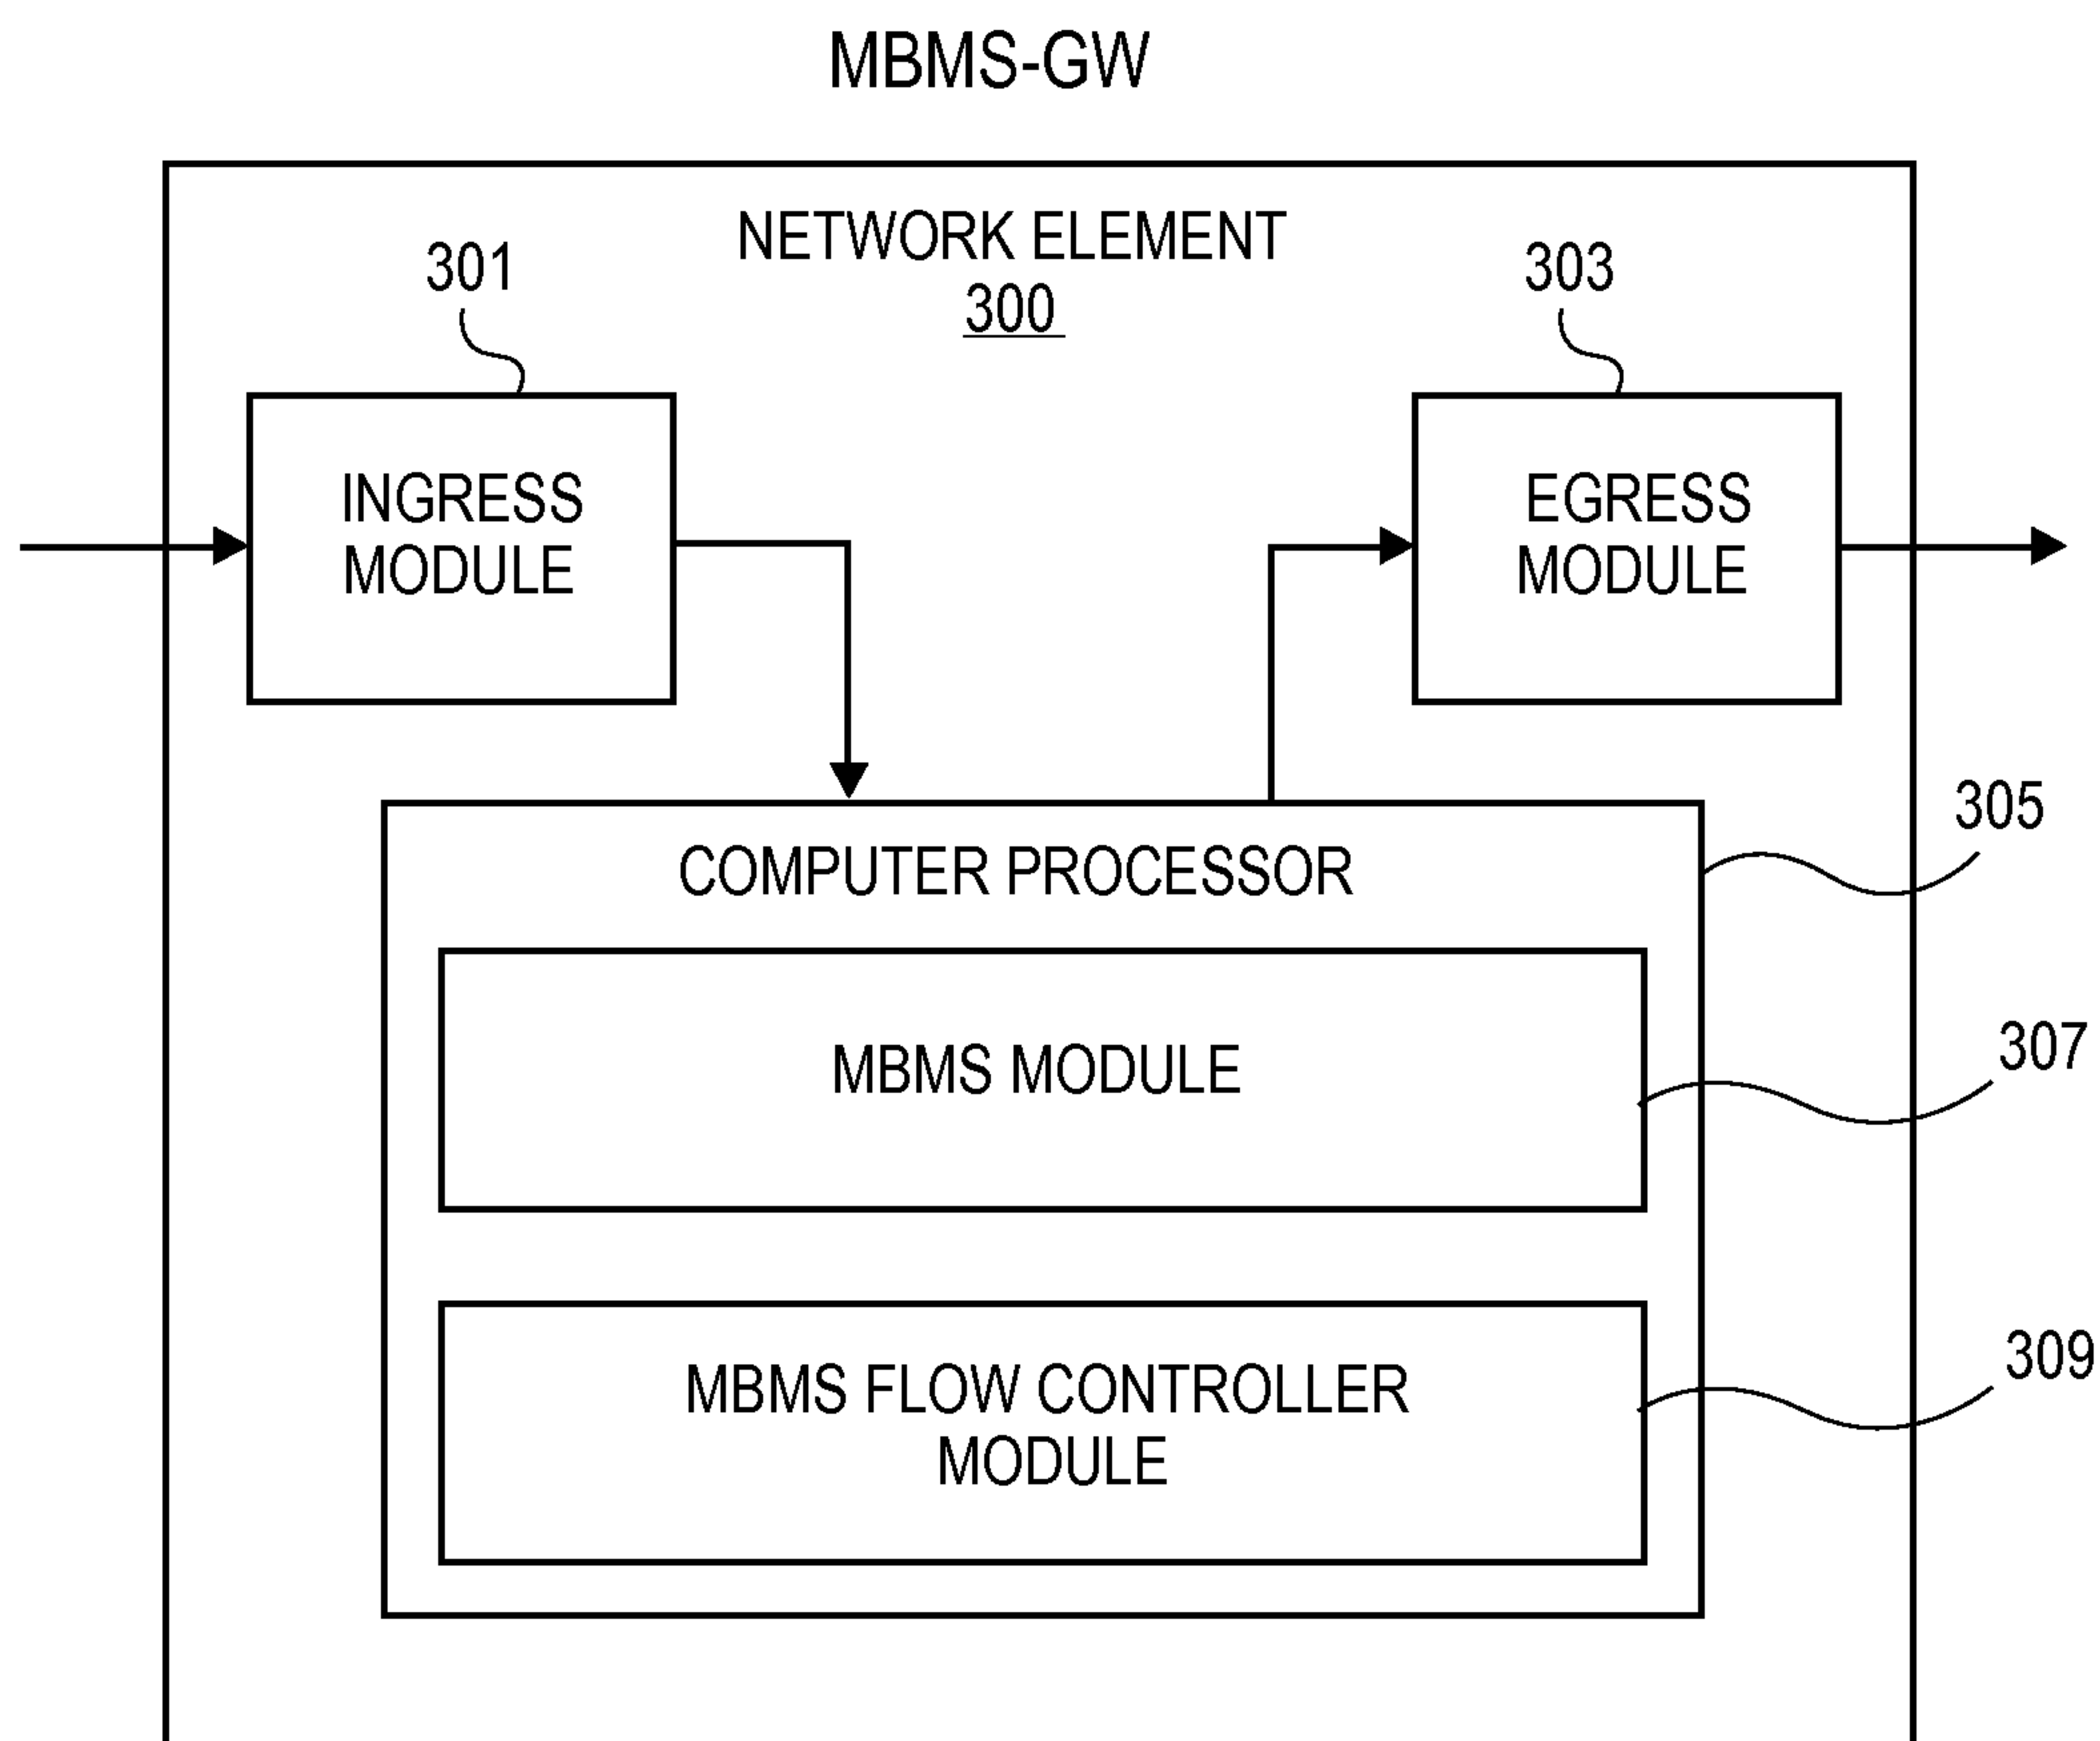 MBMS-GW
NETWORK ELEMENT
300
301
303
INGRESS
MODULE
EGRESS
MODULE
305
COMPUTER PROCESSOR
307
MBMS MODULE
309
MBMS FLOW CONTROLLER
MODULE